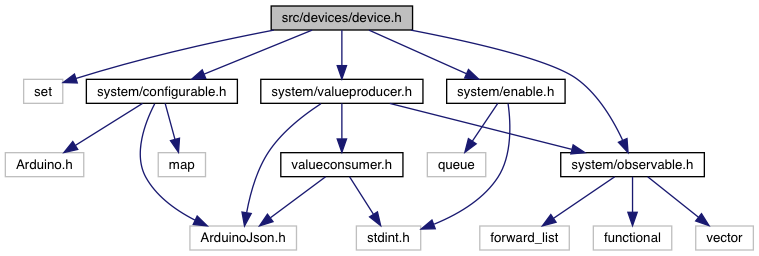 src/devices/device.h
set
system/configurable.h
system/valueproducer.h
system/enable.h
Arduino.h
map
valueconsumer.h
queue
system/observable.h
ArduinoJson.h
stdint.h
forward_list
functional
vector